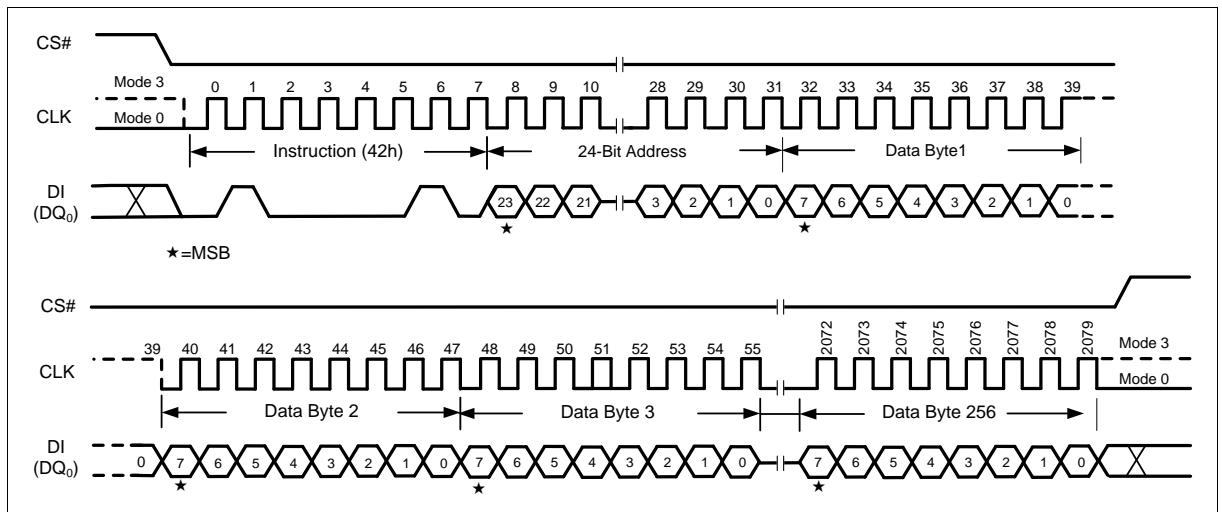 CS#
Mode 3
0 1 2 3 4 5 6 7 8 9 10 28 29 30 31 32 33 34 35 36 37 38 39
CLK
Mode 0
Instruction (42h) 24-Bit Address Data Byte1
DI
(DQ0)
23 22 21 3 2 1 0 7 6 5 4 3 2 1 0
★ ★
★=MSB
CS#
39 40 41 42 43 44 45 46 47 48 49 50 51 52 53 54 55 2072 2073 2074 2075 2076 2077 2078 2079
Mode 3
CLK
Mode 0
Data Byte 2 Data Byte 3 Data Byte 256
DI
(DQ0)
0 7 6 5 4 3 2 1 0 7 6 5 4 3 2 1 0 7 6 5 4 3 2 1 0
★ ★ ★